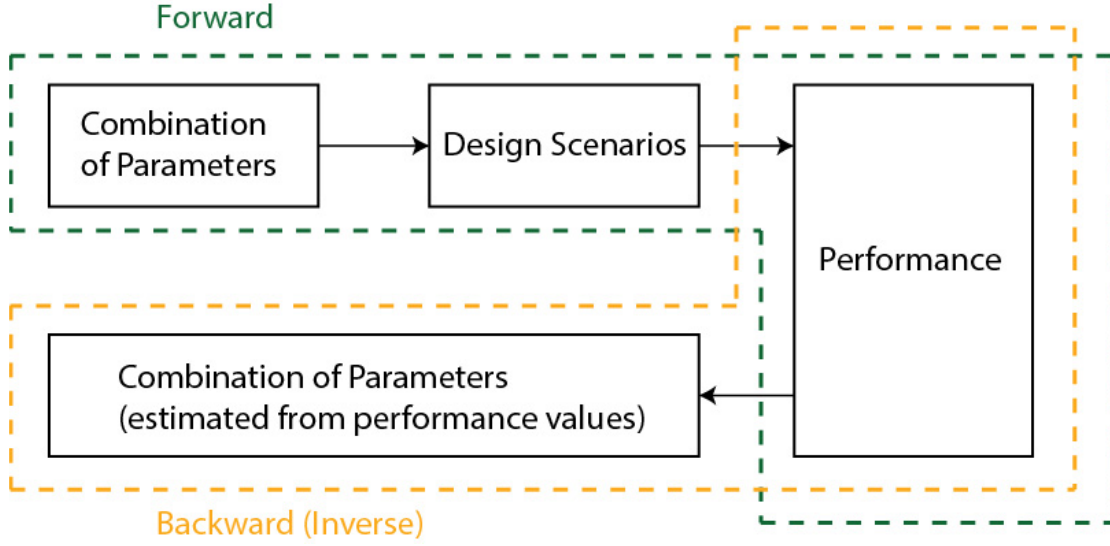 Forward
Combination
of Parameters
Design Scenarios
Performance
Combination of Parameters
(estimated from performance values)
Backward (Inverse)